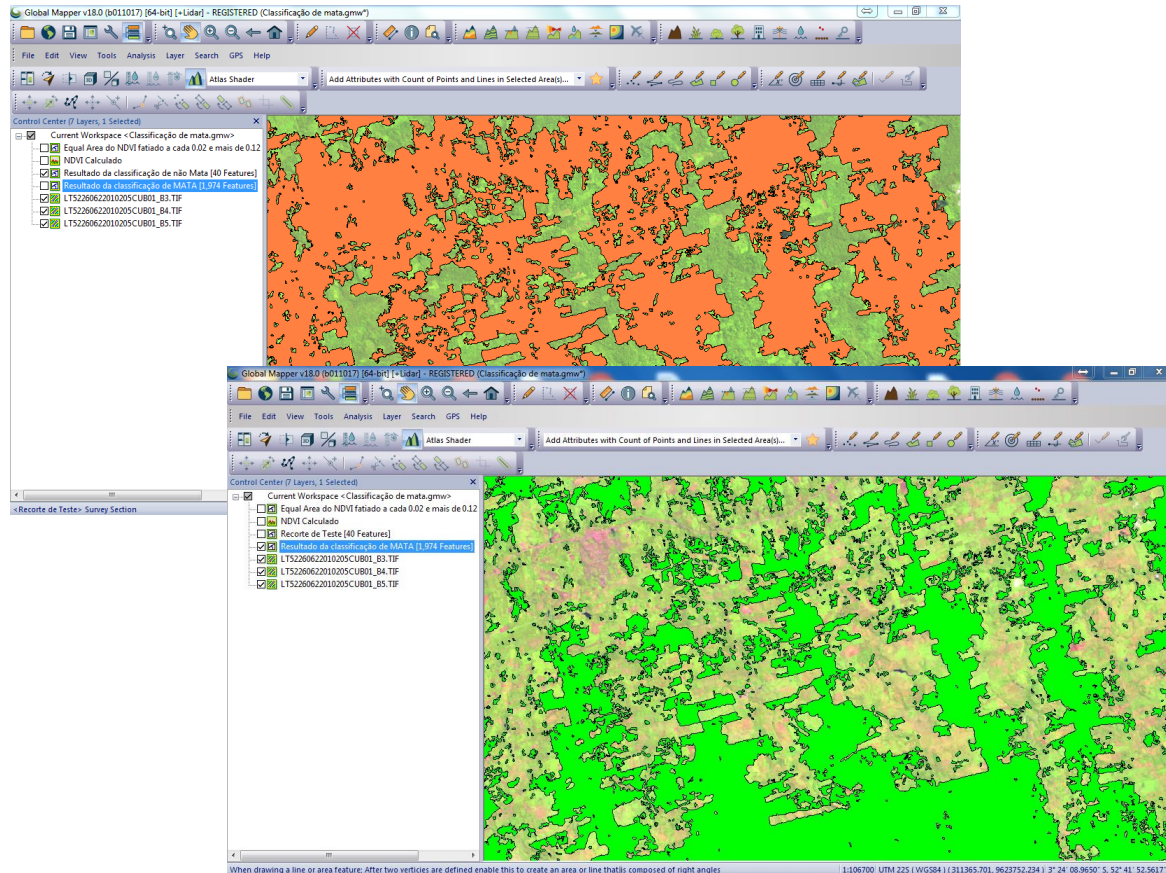 Global Mapper v18.0 (b011017) [64-bit] [+Lidar] - REGISTERED (Classificação de mata.gmw*)
File Edit View Tools Analysis Layer Search GPS Help
Atlas Shader
Add Attributes with Count of Points and Lines in Selected Area(s)...
Control Center (7 Layers, 1 Selected)
Current Workspace <Classificação de mata.gmw>
Equal Area do NDVI fatiado a cada 0.02 e mais de 0.12
NDVI Calculado
Resultado da classificação de não Mata [40 Features]
Resultado da classificação de MATA [1,974 Features]
LT52260622010205CUB01_B3.TIF
LT52260622010205CUB01_B4.TIF
LT52260622010205CUB01_B5.TIF
<Recorte de Teste> Survey Section
Global Mapper v18.0 (b011017) [64-bit] [+Lidar] - REGISTERED (Classificação de mata.gmw*)
File Edit View Tools Analysis Layer Search GPS Help
Atlas Shader
Add Attributes with Count of Points and Lines in Selected Area(s)...
Control Center (7 Layers, 1 Selected)
Current Workspace <Classificação de mata.gmw>
Equal Area do NDVI fatiado a cada 0.02 e mais de 0.12
NDVI Calculado
Recorte de Teste [40 Features]
Resultado da classificação de MATA [1,974 Features]
LT52260622010205CUB01_B3.TIF
LT52260622010205CUB01_B4.TIF
LT52260622010205CUB01_B5.TIF
When drawing a line or area feature: After two verticies are defined enable this to create an area or line thatâs composed of right angles
1:106700 UTM 22S ( WGS84 ) ( 311365.701, 9623752.234 ) 3° 24' 08.9650" S, 52° 41' 52.5617"